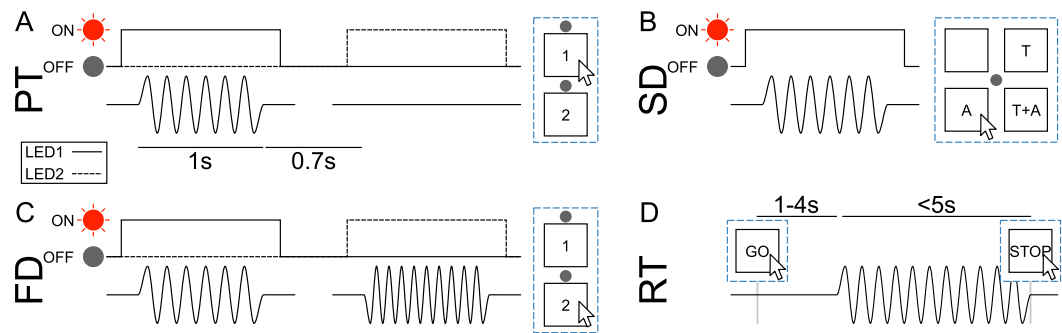 A
ON
OFF
PT
1
2
1s
0.7s
LED1
LED2
B
ON
OFF
SD
T
A
T+A
C
ON
OFF
FD
1
2
D
1-4s
<5s
RT
GO
STOP